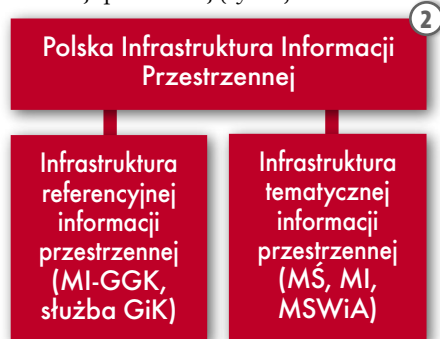 2
Polska Infrastruktura Informacji
Przestrzennej
Infrastruktura
referencyjnej
informacji
przestrzennej
(MI-GGK,
służba GiK)
Infrastruktura
tematycznej
informacji
przestrzennej
(MŚ, MI,
MSWiA)